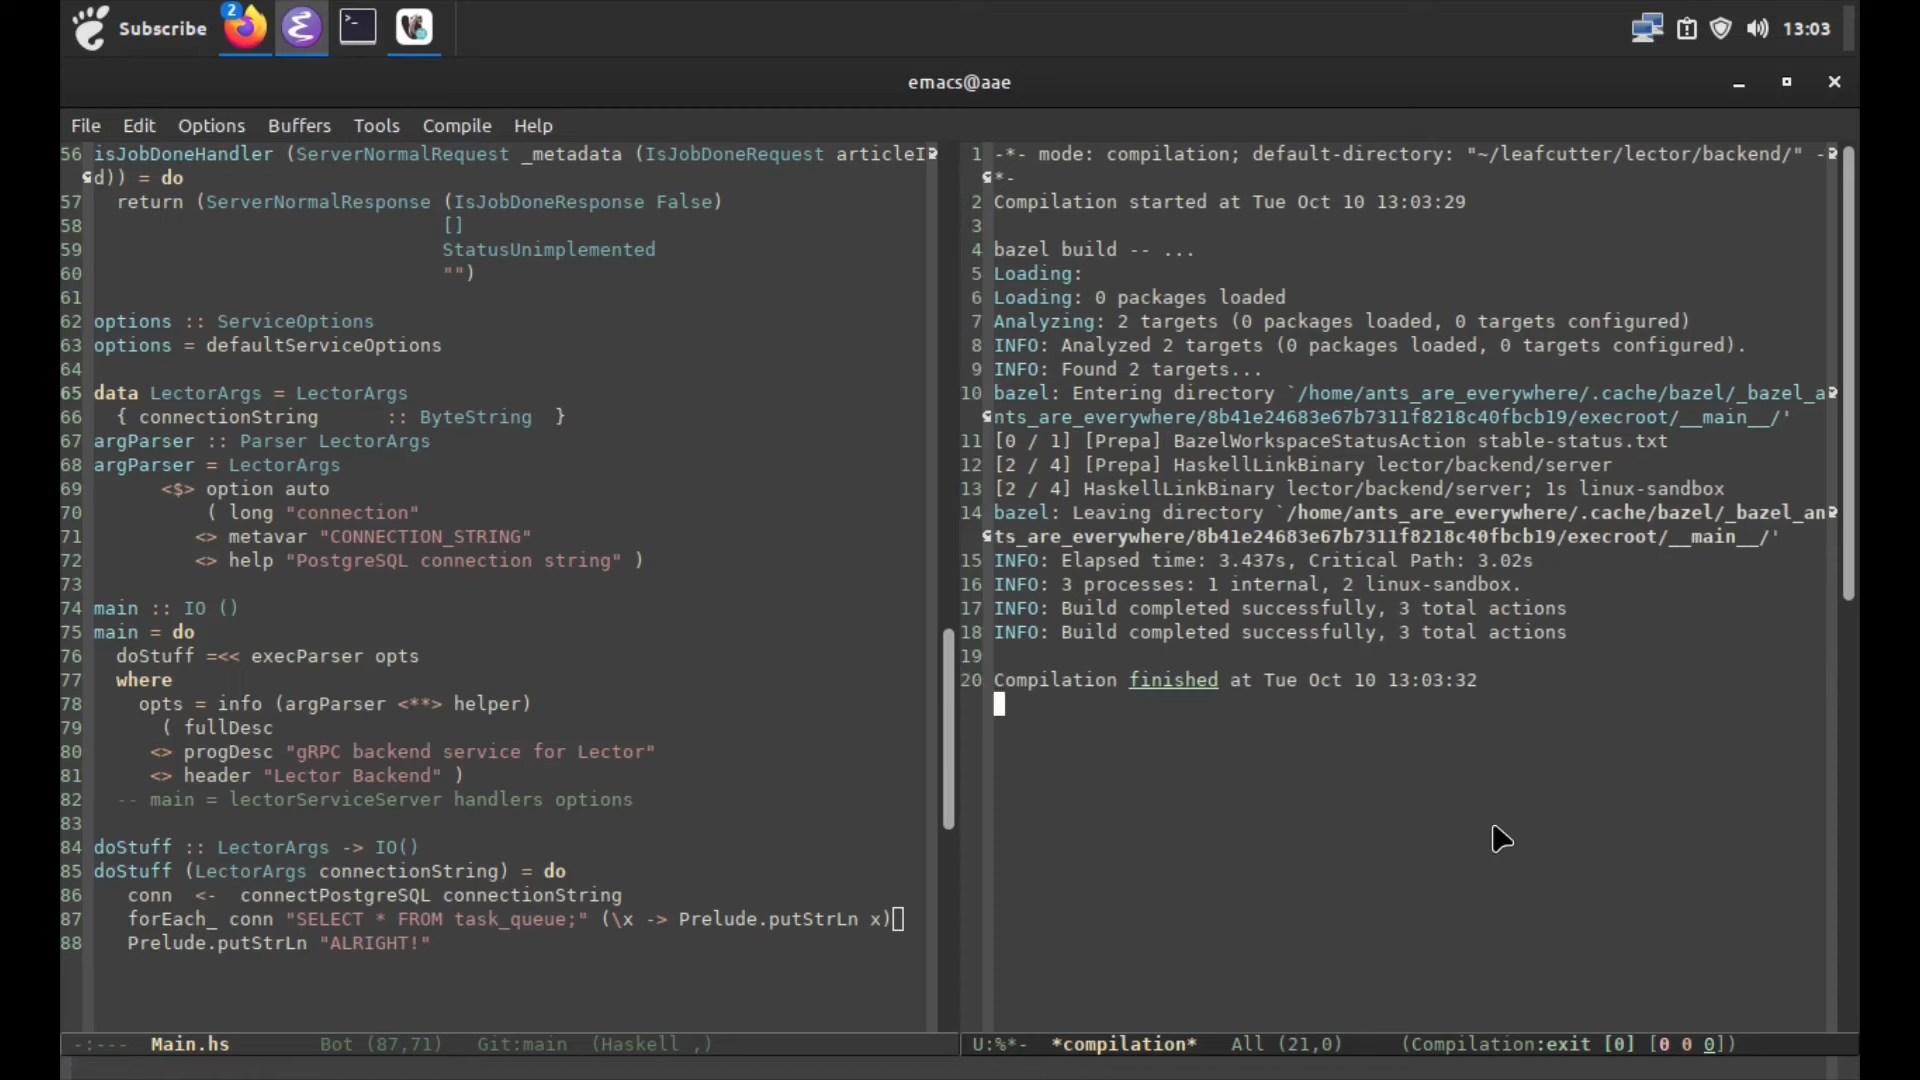 Subscribe
2
13:03
emacs@aae
File Edit Options Buffers Tools Compile Help
56 isJobDoneHandler (ServerNormalRequest _metadata (IsJobDoneRequest articleI
d)) = do
57   return (ServerNormalResponse (IsJobDoneResponse False)
58                                []
59                                StatusUnimplemented
60                                "")
61
62 options :: ServiceOptions
63 options = defaultServiceOptions
64
65 data LectorArgs = LectorArgs
66   { connectionString      :: ByteString  }
67 argParser :: Parser LectorArgs
68 argParser = LectorArgs
69       <$> option auto
70           ( long "connection"
71          <> metavar "CONNECTION_STRING"
72          <> help "PostgreSQL connection string" )
73
74 main :: IO ()
75 main = do
76   doStuff =<< execParser opts
77   where
78     opts = info (argParser <**> helper)
79       ( fullDesc
80      <> progDesc "gRPC backend service for Lector"
81      <> header "Lector Backend" )
82   -- main = lectorServiceServer handlers options
83
84 doStuff :: LectorArgs -> IO()
85 doStuff (LectorArgs connectionString) = do
86    conn  <-  connectPostgreSQL connectionString
87    forEach_ conn "SELECT * FROM task_queue;" (\x -> Prelude.putStrLn x)
88    Prelude.putStrLn "ALRIGHT!"
-:---  Main.hs        Bot (87,71)   Git:main  (Haskell ,)
1 -*- mode: compilation; default-directory: "~/leafcutter/lector/backend/" -
*-
2 Compilation started at Tue Oct 10 13:03:29
3
4 bazel build -- ...
5 Loading:
6 Loading: 0 packages loaded
7 Analyzing: 2 targets (0 packages loaded, 0 targets configured)
8 INFO: Analyzed 2 targets (0 packages loaded, 0 targets configured).
9 INFO: Found 2 targets...
10 bazel: Entering directory `/home/ants_are_everywhere/.cache/bazel/_bazel_a
nts_are_everywhere/8b41e24683e67b7311f8218c40fbcb19/execroot/__main__/'
11 [0 / 1] [Prepa] BazelWorkspaceStatusAction stable-status.txt
12 [2 / 4] [Prepa] HaskellLinkBinary lector/backend/server
13 [2 / 4] HaskellLinkBinary lector/backend/server; 1s linux-sandbox
14 bazel: Leaving directory `/home/ants_are_everywhere/.cache/bazel/_bazel_an
ts_are_everywhere/8b41e24683e67b7311f8218c40fbcb19/execroot/__main__/'
15 INFO: Elapsed time: 3.437s, Critical Path: 3.02s
16 INFO: 3 processes: 1 internal, 2 linux-sandbox.
17 INFO: Build completed successfully, 3 total actions
18 INFO: Build completed successfully, 3 total actions
19
20 Compilation finished at Tue Oct 10 13:03:32
U:%*-  *compilation*   All (21,0)     (Compilation:exit [0] [0 0 0])